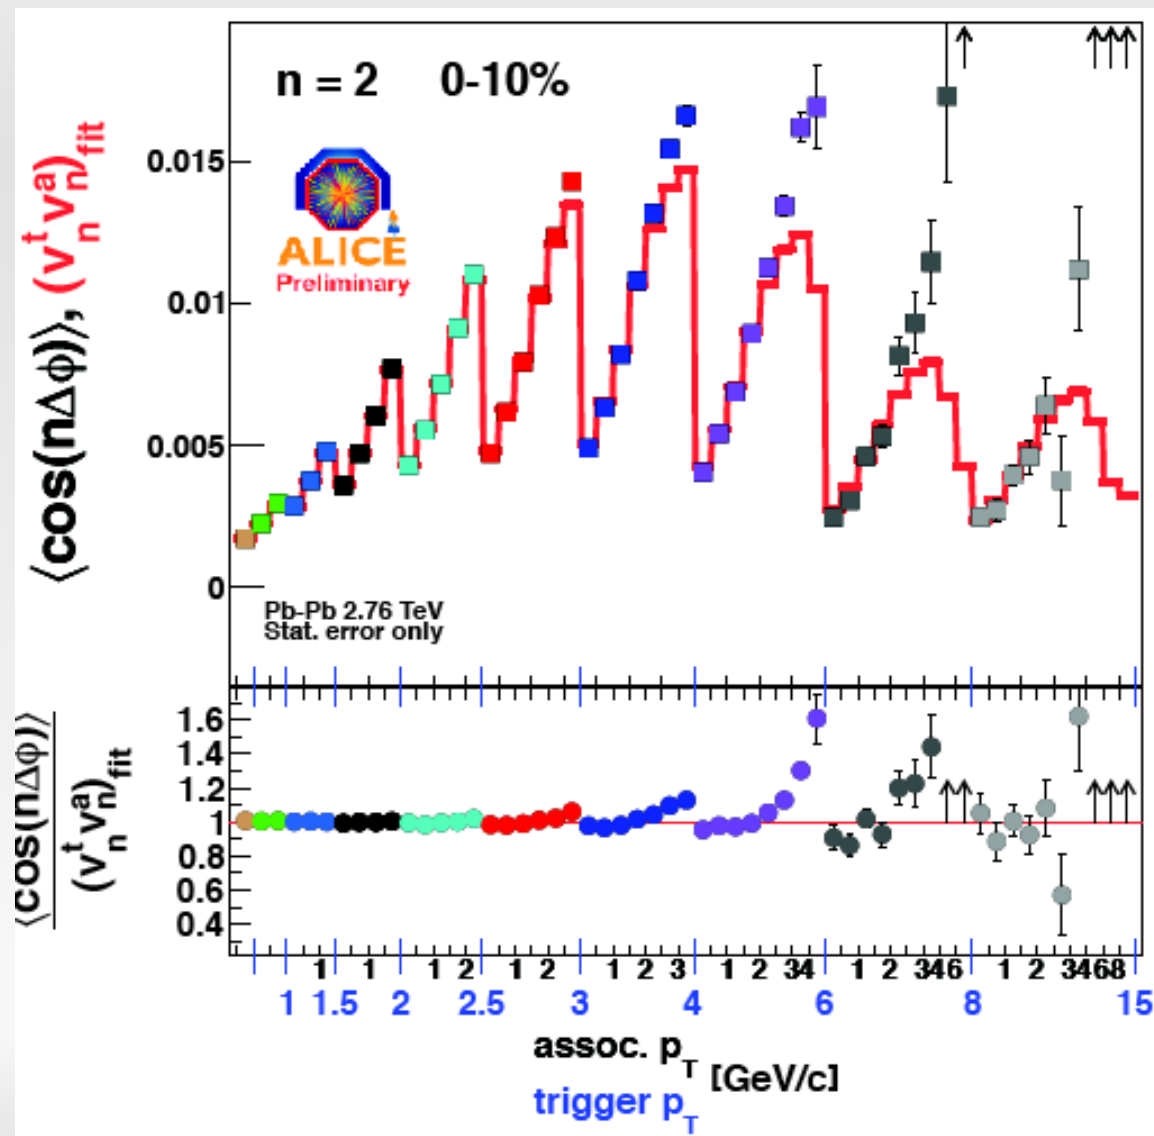 n = 2 0-10%
⟨cos(nΔϕ)⟩, (v_n^t v_n^a)_fit
0.015
0.01
0.005
0
ALICE
Preliminary
Pb-Pb 2.76 TeV
Stat. error only
⟨cos(nΔϕ)⟩
(v_n^t v_n^a)_fit
1.6
1.4
1.2
1
0.8
0.6
0.4
1 1 1 2 1 2 1 2 3 1 2 34 1 2 346 1 2 3468
1 1.5 2 2.5 3 4 6 8 15
assoc. p_T [GeV/c]
trigger p_T